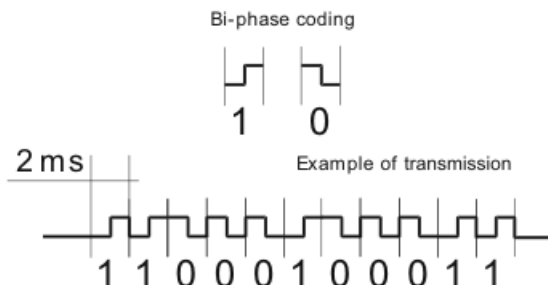 Bi-phase coding
1 0
2 ms
Example of transmission
1 1 0 0 0 1 0 0 0 1 1